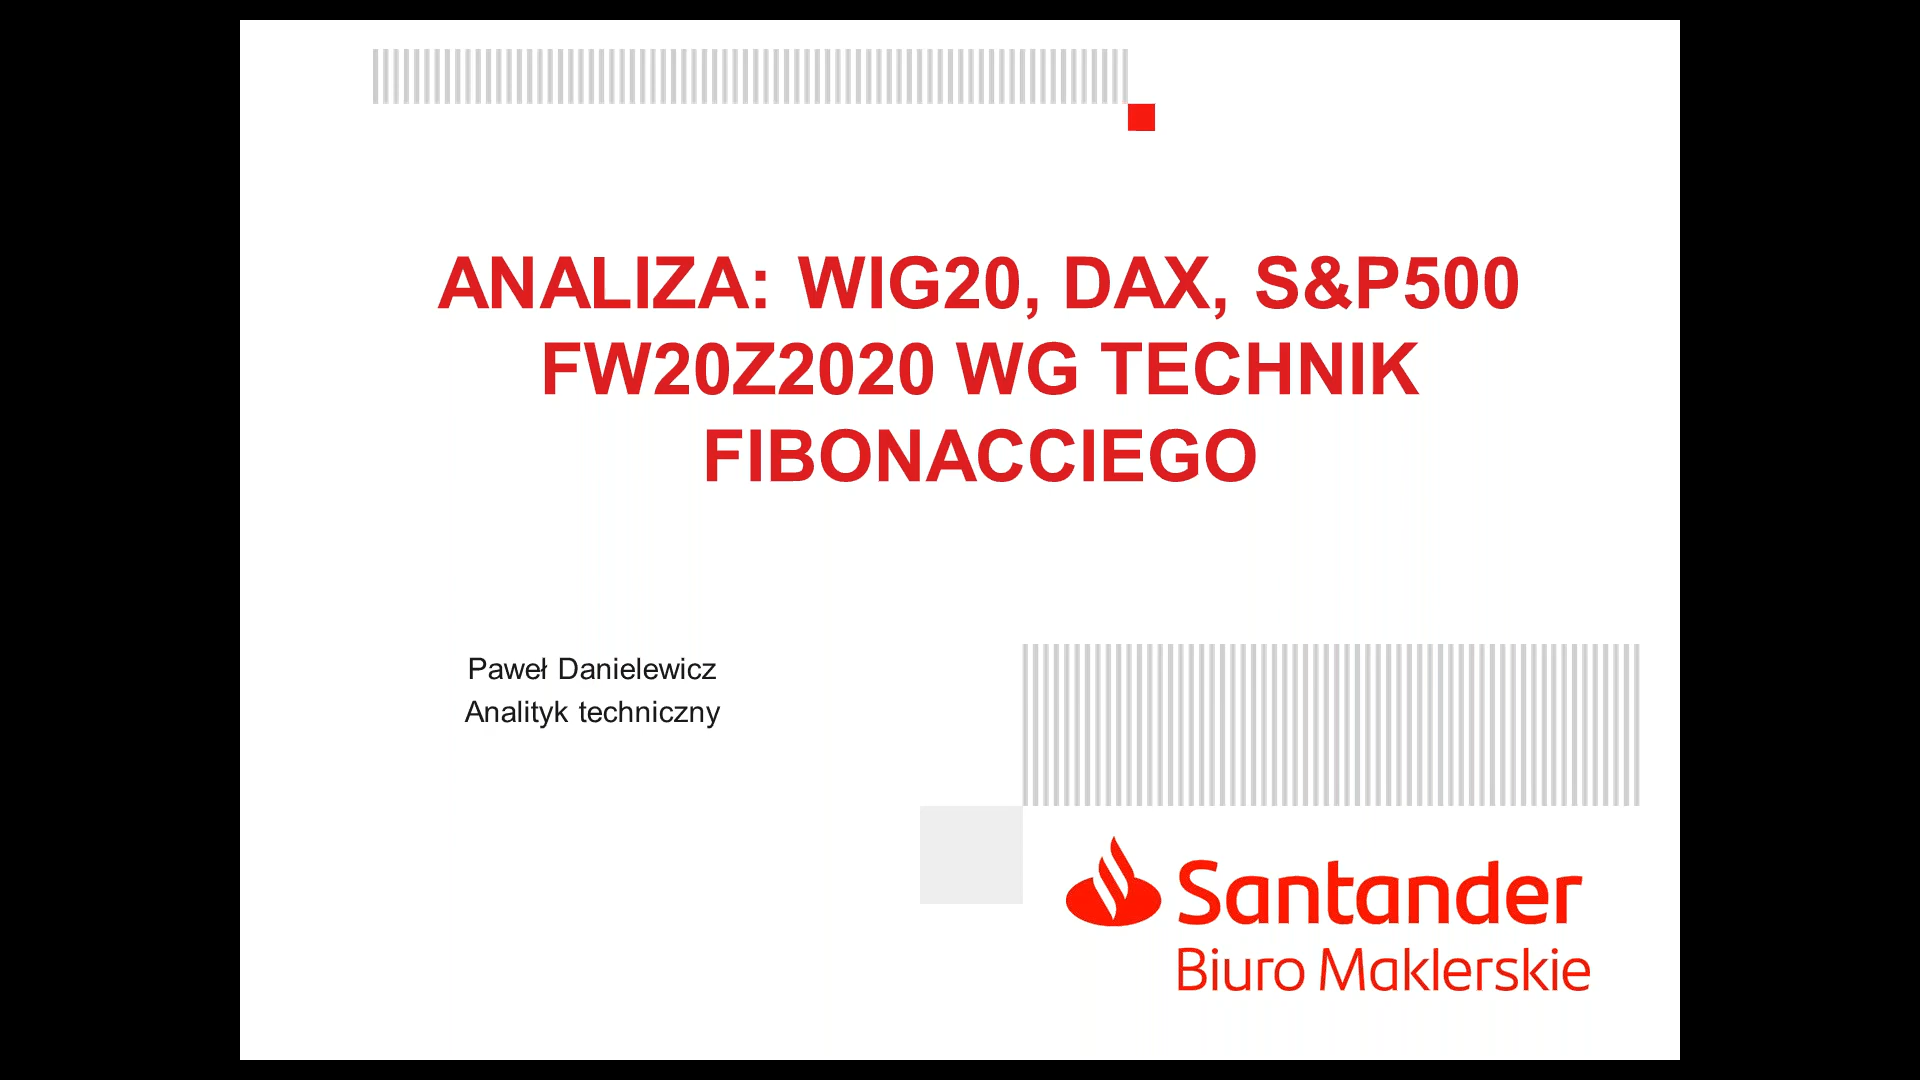 ANALIZA: WIG20, DAX, S&P500
FW20Z2020 WG TECHNIK
FIBONACCIEGO
Paweł Danielewicz
Analityk techniczny
Santander
Biuro Maklerskie